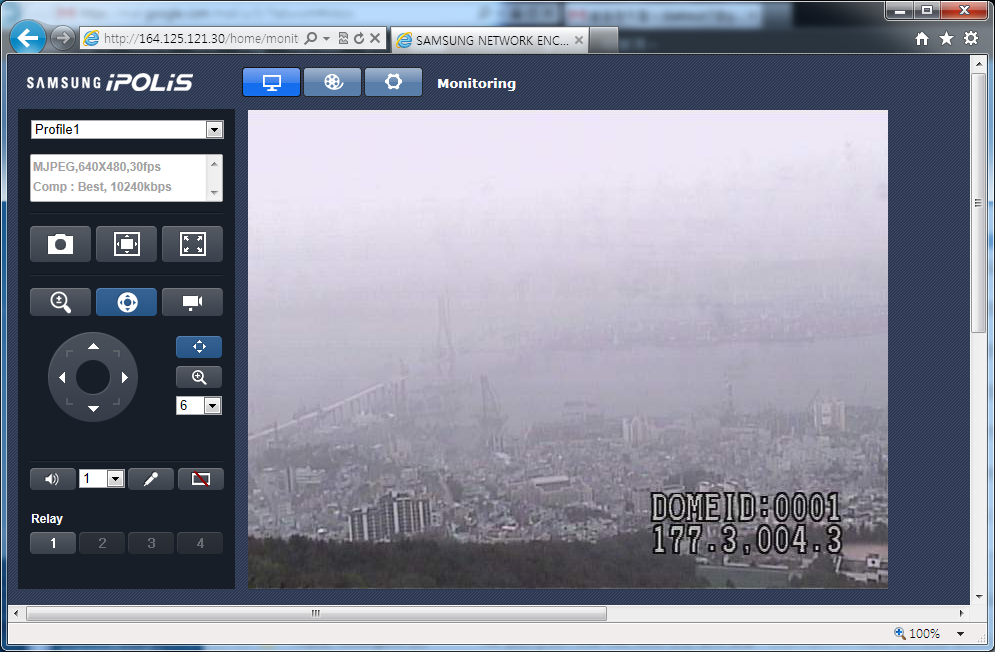 http://164.125.121.30/home/monit
SAMSUNG NETWORK ENC...
SAMSUNG iPOLiS
Monitoring
Profile1
MJPEG,640X480,30fps
Comp : Best, 10240kbps
6
1
Relay
1 2 3 4
DOMEID:0001
177.3,004.3
100%